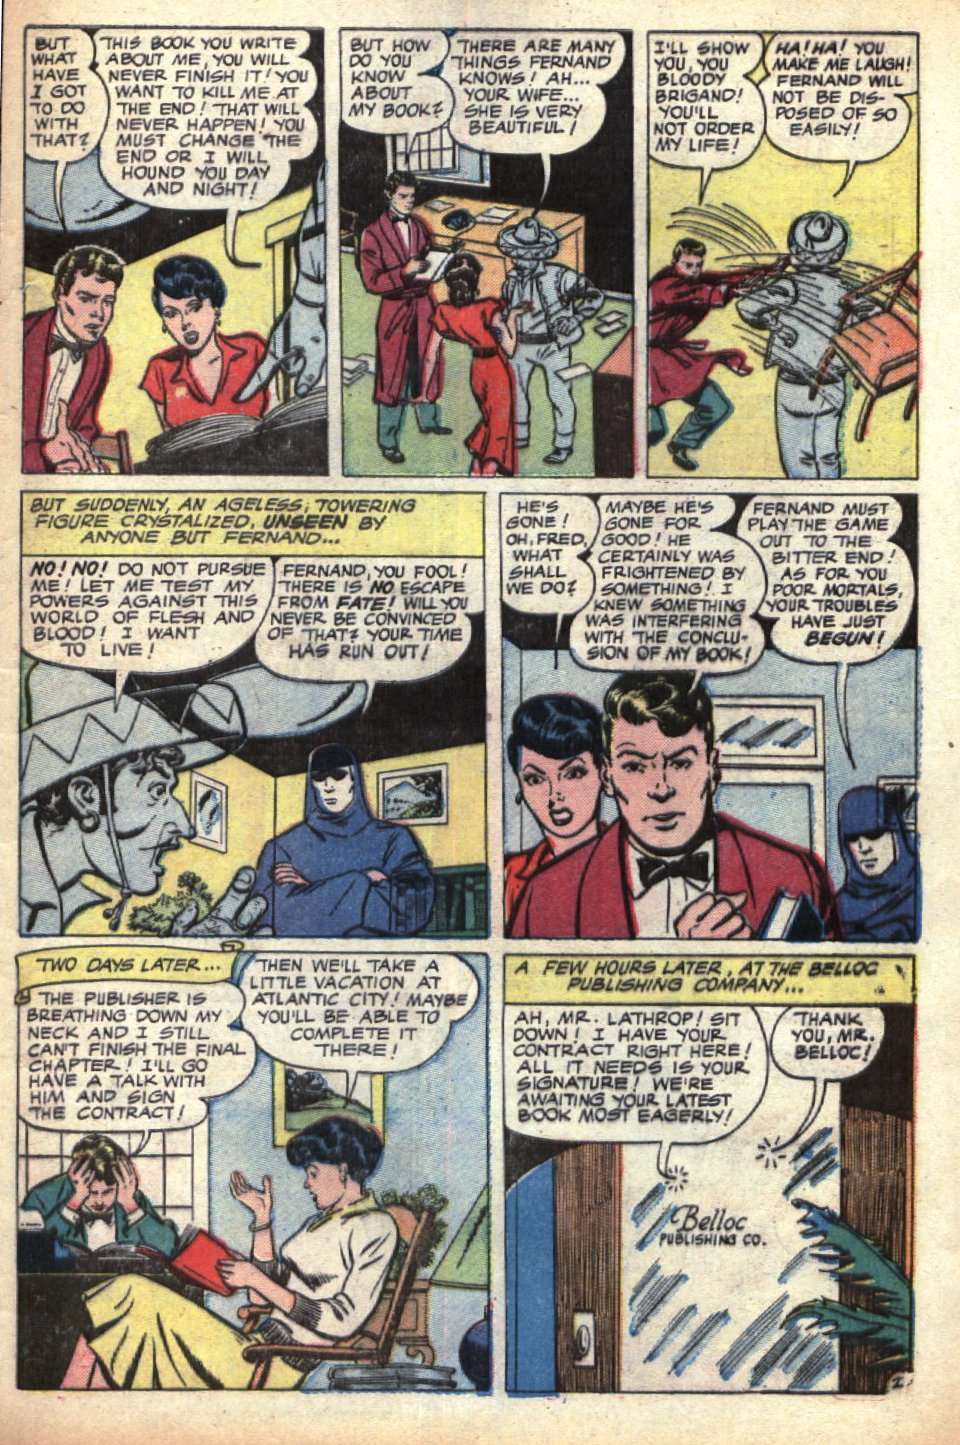 BUT
WHAT
HAVE
I GOT
TO DO
WITH
THAT?
THIS BOOK YOU WRITE
ABOUT ME, YOU WILL
NEVER FINISH IT! YOU
WANT TO KILL ME AT
THE END! THAT WILL
NEVER HAPPEN! YOU
MUST CHANGE THE
END OR I WILL
HOUND YOU DAY
AND NIGHT!
BUT HOW
DO YOU
KNOW
ABOUT
MY BOOK?
THERE ARE MANY
THINGS FERNAND
KNOWS! AH...
YOUR WIFE...
SHE IS VERY
BEAUTIFUL!
I'LL SHOW
YOU, YOU
BLOODY
BRIGAND!
YOU'LL
NOT ORDER
MY LIFE!
HA! HA! YOU
MAKE ME LAUGH!
FERNAND WILL
NOT BE DIS-
POSED OF SO
EASILY!
BUT SUDDENLY, AN AGELESS, TOWERING
FIGURE CRYSTALIZED, UNSEEN BY
ANYONE BUT FERNAND...
NO! NO! DO NOT PURSUE
ME! LET ME TEST MY
POWERS AGAINST THIS
WORLD OF FLESH AND
BLOOD! I WANT
TO LIVE!
FERNAND, YOU FOOL!
THERE IS NO ESCAPE
FROM FATE! WILL YOU
NEVER BE CONVINCED
OF THAT? YOUR TIME
HAS RUN OUT!
HE'S
GONE!
OH, FRED,
WHAT
SHALL
WE DO?
MAYBE HE'S
GONE FOR
GOOD! HE
CERTAINLY WAS
FRIGHTENED BY
SOMETHING! I
KNEW SOMETHING
WAS INTERFERING
WITH THE CONCLU-
SION OF MY BOOK!
FERNAND MUST
PLAY THE GAME
OUT TO THE
BITTER END!
AS FOR YOU
POOR MORTALS,
YOUR TROUBLES
HAVE JUST
BEGUN!
TWO DAYS LATER...
THE PUBLISHER IS
BREATHING DOWN MY
NECK AND I STILL
CAN'T FINISH THE FINAL
CHAPTER! I'LL GO
HAVE A TALK WITH
HIM AND SIGN
THE CONTRACT!
THEN WE'LL TAKE A
LITTLE VACATION AT
ATLANTIC CITY! MAYBE
YOU'LL BE ABLE TO
COMPLETE IT
THERE!
A FEW HOURS LATER, AT THE BELLOC
PUBLISHING COMPANY...
AH, MR. LATHROP! SIT
DOWN! I HAVE YOUR
CONTRACT RIGHT HERE!
ALL IT NEEDS IS YOUR
SIGNATURE! WE'RE
AWAITING YOUR LATEST
BOOK MOST EAGERLY!
THANK
YOU, MR.
BELLOC!
Belloc
PUBLISHING CO.
2